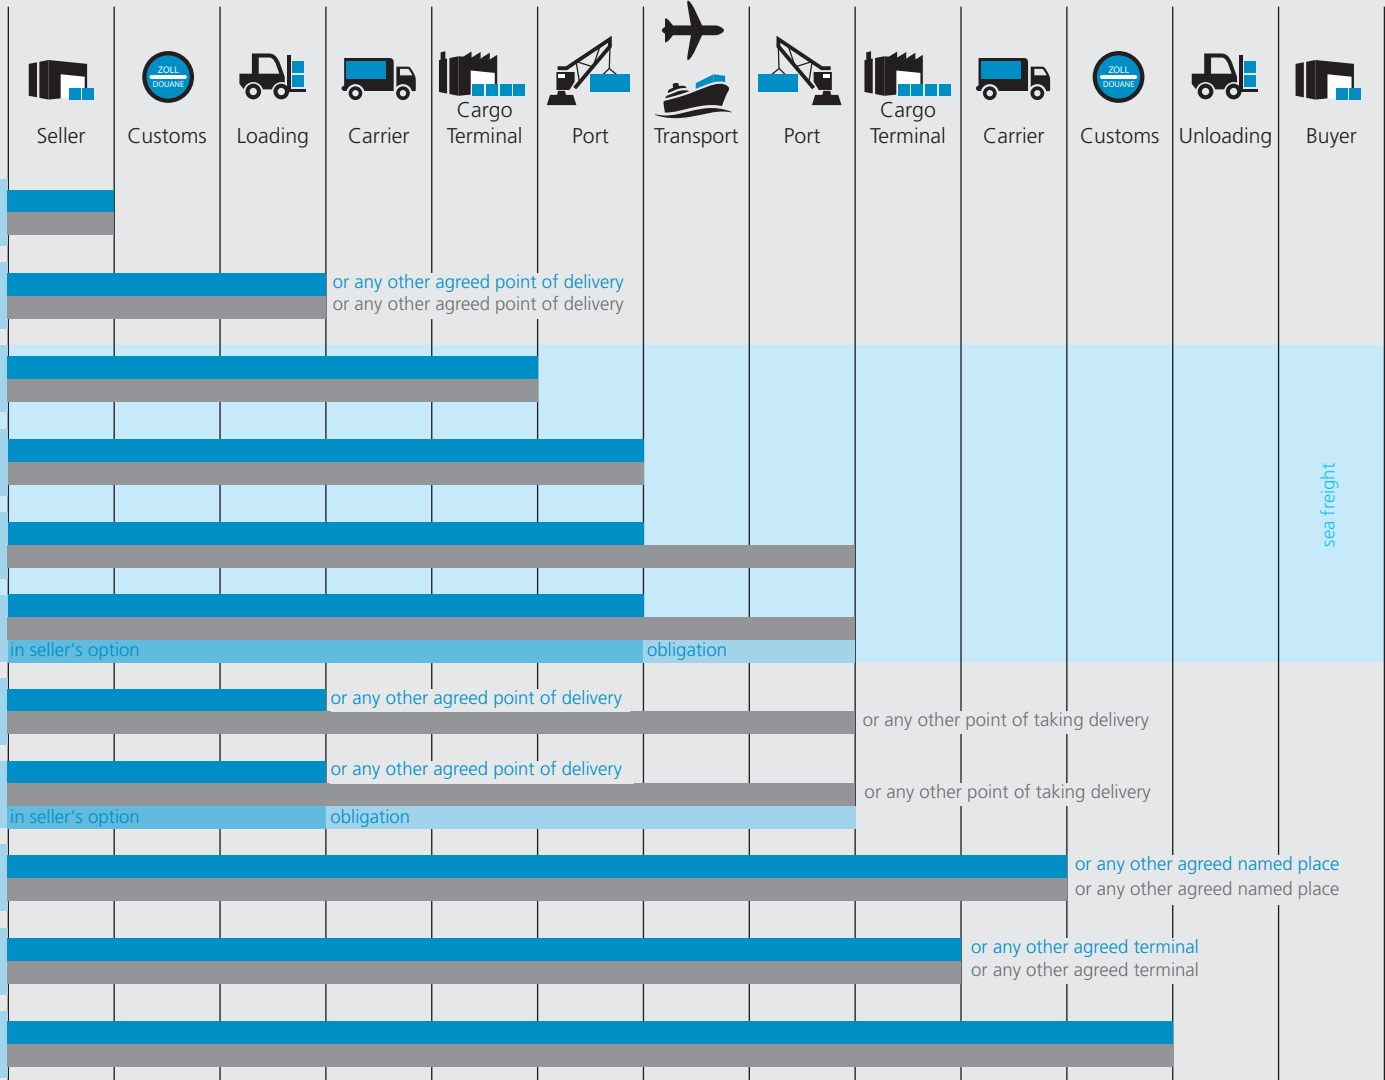 ZOLL
DOUANE
ZOLL
DOUANE
Seller
Customs
Loading
Carrier
Cargo
Terminal
Port
Transport
Port
Cargo
Terminal
Carrier
Customs
Unloading
Buyer
or any other agreed point of delivery
or any other agreed point of delivery
sea freight
in seller's option
obligation
or any other agreed point of delivery
or any other point of taking delivery
or any other agreed point of delivery
or any other point of taking delivery
in seller's option
obligation
or any other agreed named place
or any other agreed named place
or any other agreed terminal
or any other agreed terminal